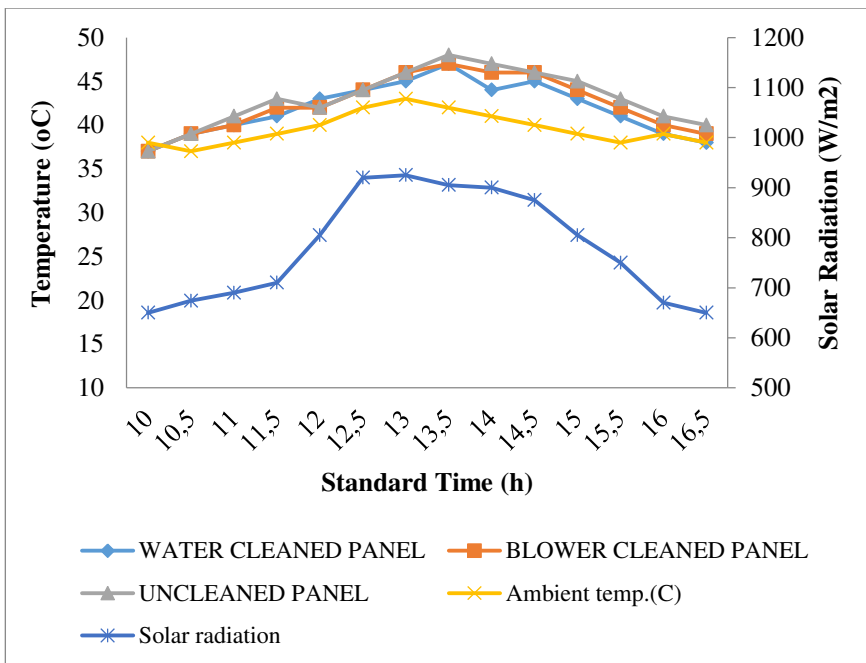 Temperature (oC)
50
45
40
35
30
25
20
15
10
1200
1100
1000
900
800
700
600
500
Solar Radiation (W/m2)
10 10,5 11 11,5 12 12,5 13 13,5 14 14,5 15 15,5 16 16,5
Standard Time (h)
WATER CLEANED PANEL BLOWER CLEANED PANEL
UNCLEANED PANEL Ambient temp.(C)
Solar radiation